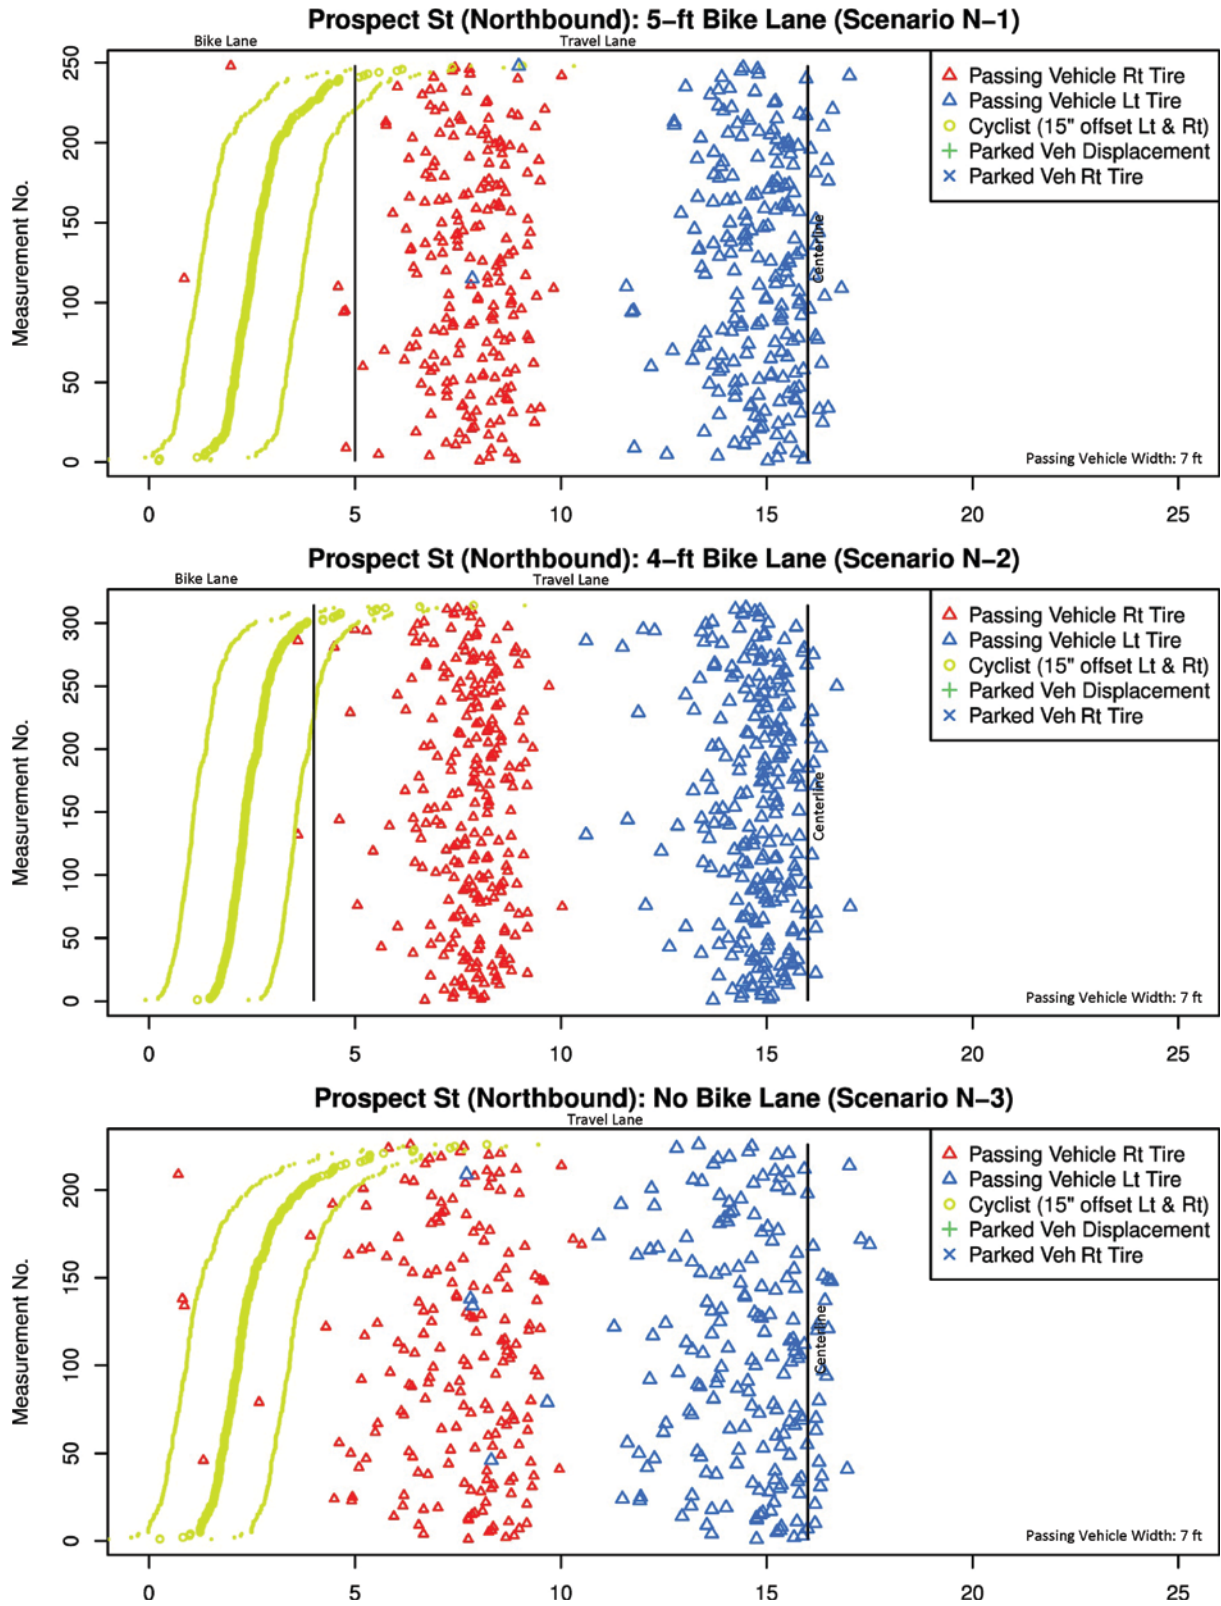 Prospect St (Northbound): 5−ft Bike Lane (Scenario N−1)
Bike Lane
Travel Lane
Passing Vehicle Rt Tire
Passing Vehicle Lt Tire
Cyclist (15" offset Lt & Rt)
Parked Veh Displacement
Parked Veh Rt Tire
Measurement No.
250
200
150
100
50
0
Centerline
Passing Vehicle Width: 7 ft
0 5 10 15 20 25
Prospect St (Northbound): 4−ft Bike Lane (Scenario N−2)
Bike Lane
Travel Lane
Passing Vehicle Rt Tire
Passing Vehicle Lt Tire
Cyclist (15" offset Lt & Rt)
Parked Veh Displacement
Parked Veh Rt Tire
Measurement No.
300
250
200
150
100
50
0
Centerline
Passing Vehicle Width: 7 ft
0 5 10 15 20 25
Prospect St (Northbound): No Bike Lane (Scenario N−3)
Travel Lane
Passing Vehicle Rt Tire
Passing Vehicle Lt Tire
Cyclist (15" offset Lt & Rt)
Parked Veh Displacement
Parked Veh Rt Tire
Measurement No.
200
150
100
50
0
Centerline
Passing Vehicle Width: 7 ft
0 5 10 15 20 25